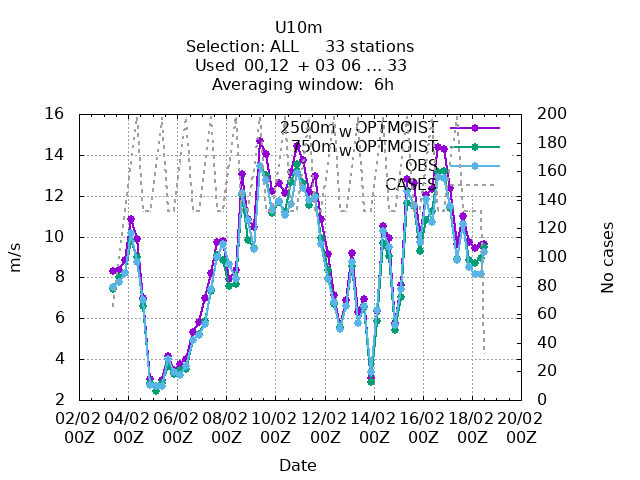 U10m
Selection: ALL 33 stations
Used 00,12 + 03 06 ... 33
Averaging window: 6h
16
14
12
10
8
6
4
2
m/s
200
180
160
140
120
100
80
60
40
20
0
No cases
2500m_W_OPTMOIST
750m_W_OPTMOIST
OBS
CASES
02/02 04/02 06/02 08/02 10/02 12/02 14/02 16/02 18/02 20/02
00Z 00Z 00Z 00Z 00Z 00Z 00Z 00Z 00Z 00Z
Date